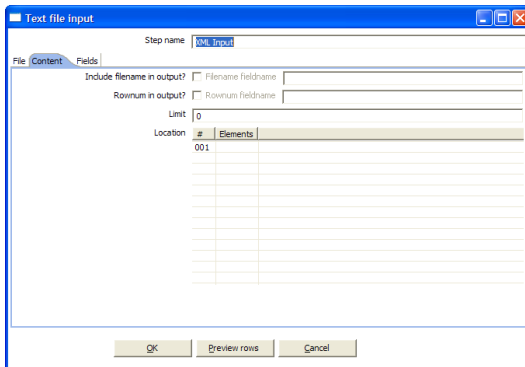 Text file input
Step name XML Input
File Content Fields
Include filename in output? Filename fieldname
Rownum in output? Rownum fieldname
Limit 0
Location # Elements
001
OK Preview rows Cancel